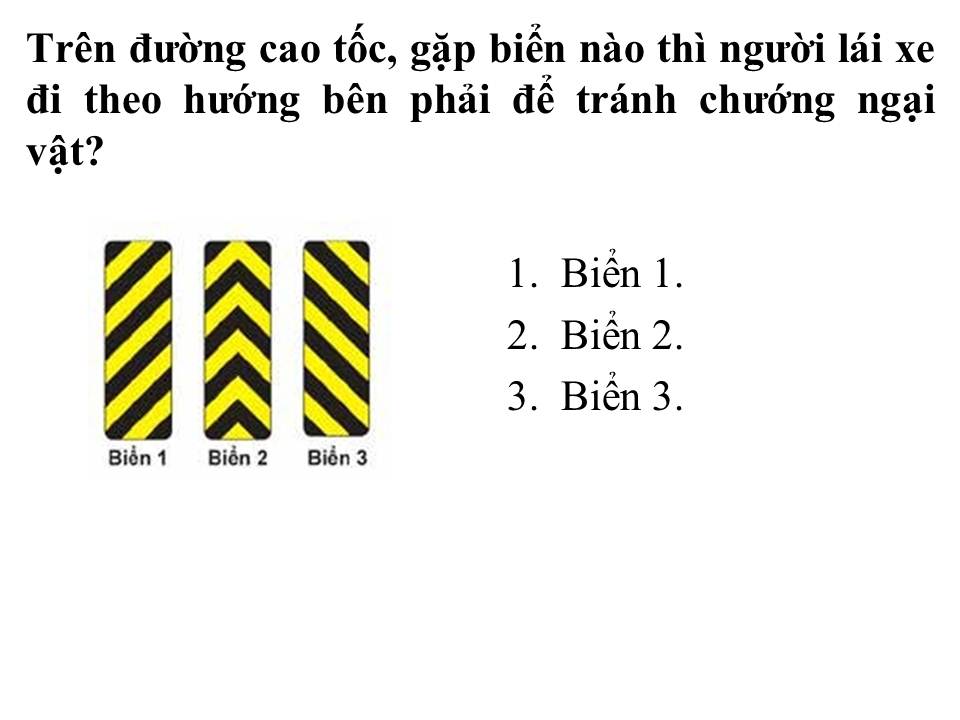 Trên đường cao tốc, gặp biển nào thì người lái xe
đi theo hướng bên phải để tránh chướng ngại
vật?
1. Biển 1.
2. Biển 2.
3. Biển 3.
Biển 1 Biển 2 Biển 3